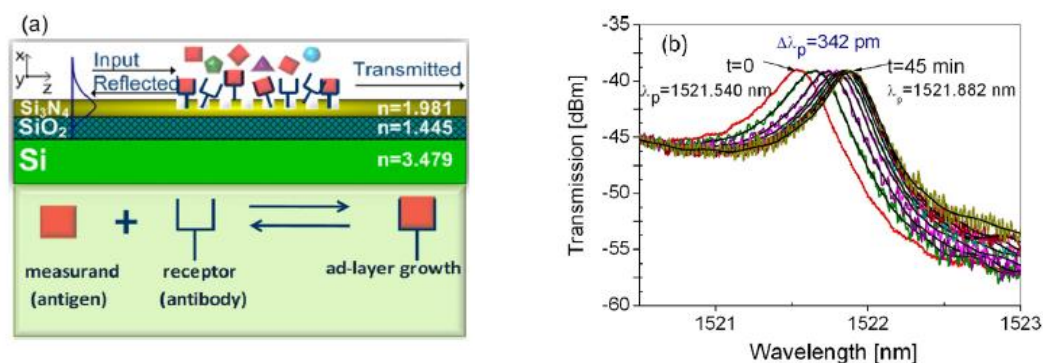 (a)
x
y
z
Input
Reflected
Transmitted
Si₃N₄
n=1.981
SiO₂
n=1.445
Si
n=3.479
+
measurand
(antigen)
receptor
(antibody)
ad-layer growth
(b)
Δλp=342 pm
t=0
t=45 min
λp=1521.540 nm
λp=1521.882 nm
Transmission [dBm]
-35
-40
-45
-50
-55
-60
1521
1522
1523
Wavelength [nm]